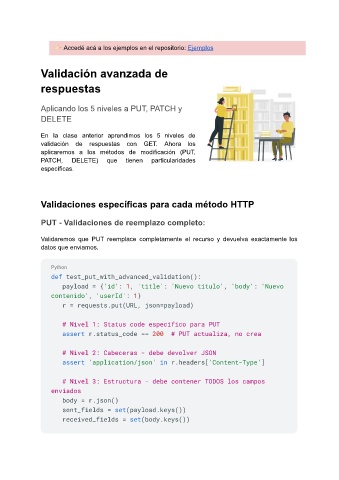 Accedé acá a los ejemplos en el repositorio: Ejemplos
Validación avanzada de
respuestas
Aplicando los 5 niveles a PUT, PATCH y
DELETE
En la clase anterior aprendimos los 5 niveles de
validación de respuestas con GET. Ahora los
aplicaremos a los métodos de modificación (PUT,
PATCH, DELETE) que tienen particularidades
específicas.
Validaciones específicas para cada método HTTP
PUT - Validaciones de reemplazo completo:
Validaremos que PUT reemplace completamente el recurso y devuelva exactamente los
datos que enviamos.
Python
def test_put_with_advanced_validation():
payload = {'id': 1, 'title': 'Nuevo título', 'body': 'Nuevo
contenido', 'userId': 1}
r = requests.put(URL, json=payload)
# Nivel 1: Status code específico para PUT
assert r.status_code == 200 # PUT actualiza, no crea
# Nivel 2: Cabeceras - debe devolver JSON
assert 'application/json' in r.headers['Content-Type']
# Nivel 3: Estructura - debe contener TODOS los campos
enviados
body = r.json()
sent_fields = set(payload.keys())
received_fields = set(body.keys())